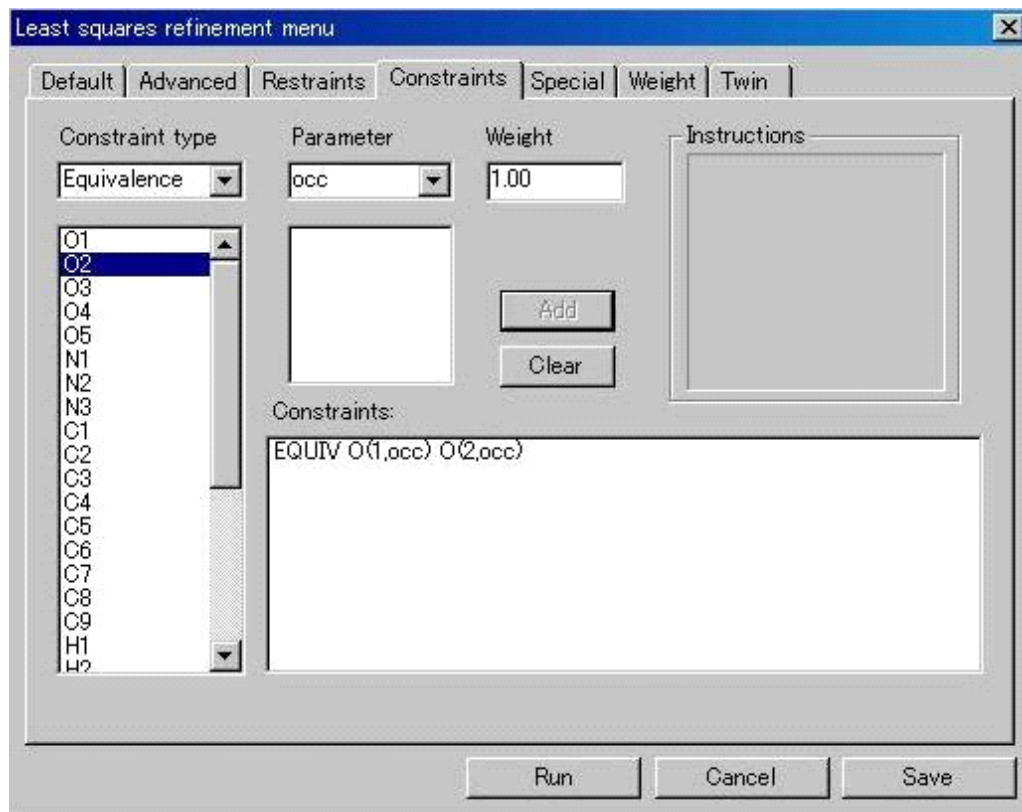 Least squares refinement menu
Default Advanced Restraints Constraints Special Weight Twin
Constraint type Parameter Weight Instructions
Equivalence occ 1.00
O1
O2
O3
O4
O5
N1
N2
N3
C1
C2
C3
C4
C5
C6
C7
C8
C9
H1
H2
Add
Clear
Constraints:
EQUIV O(1,occ) O(2,occ)
Run Cancel Save